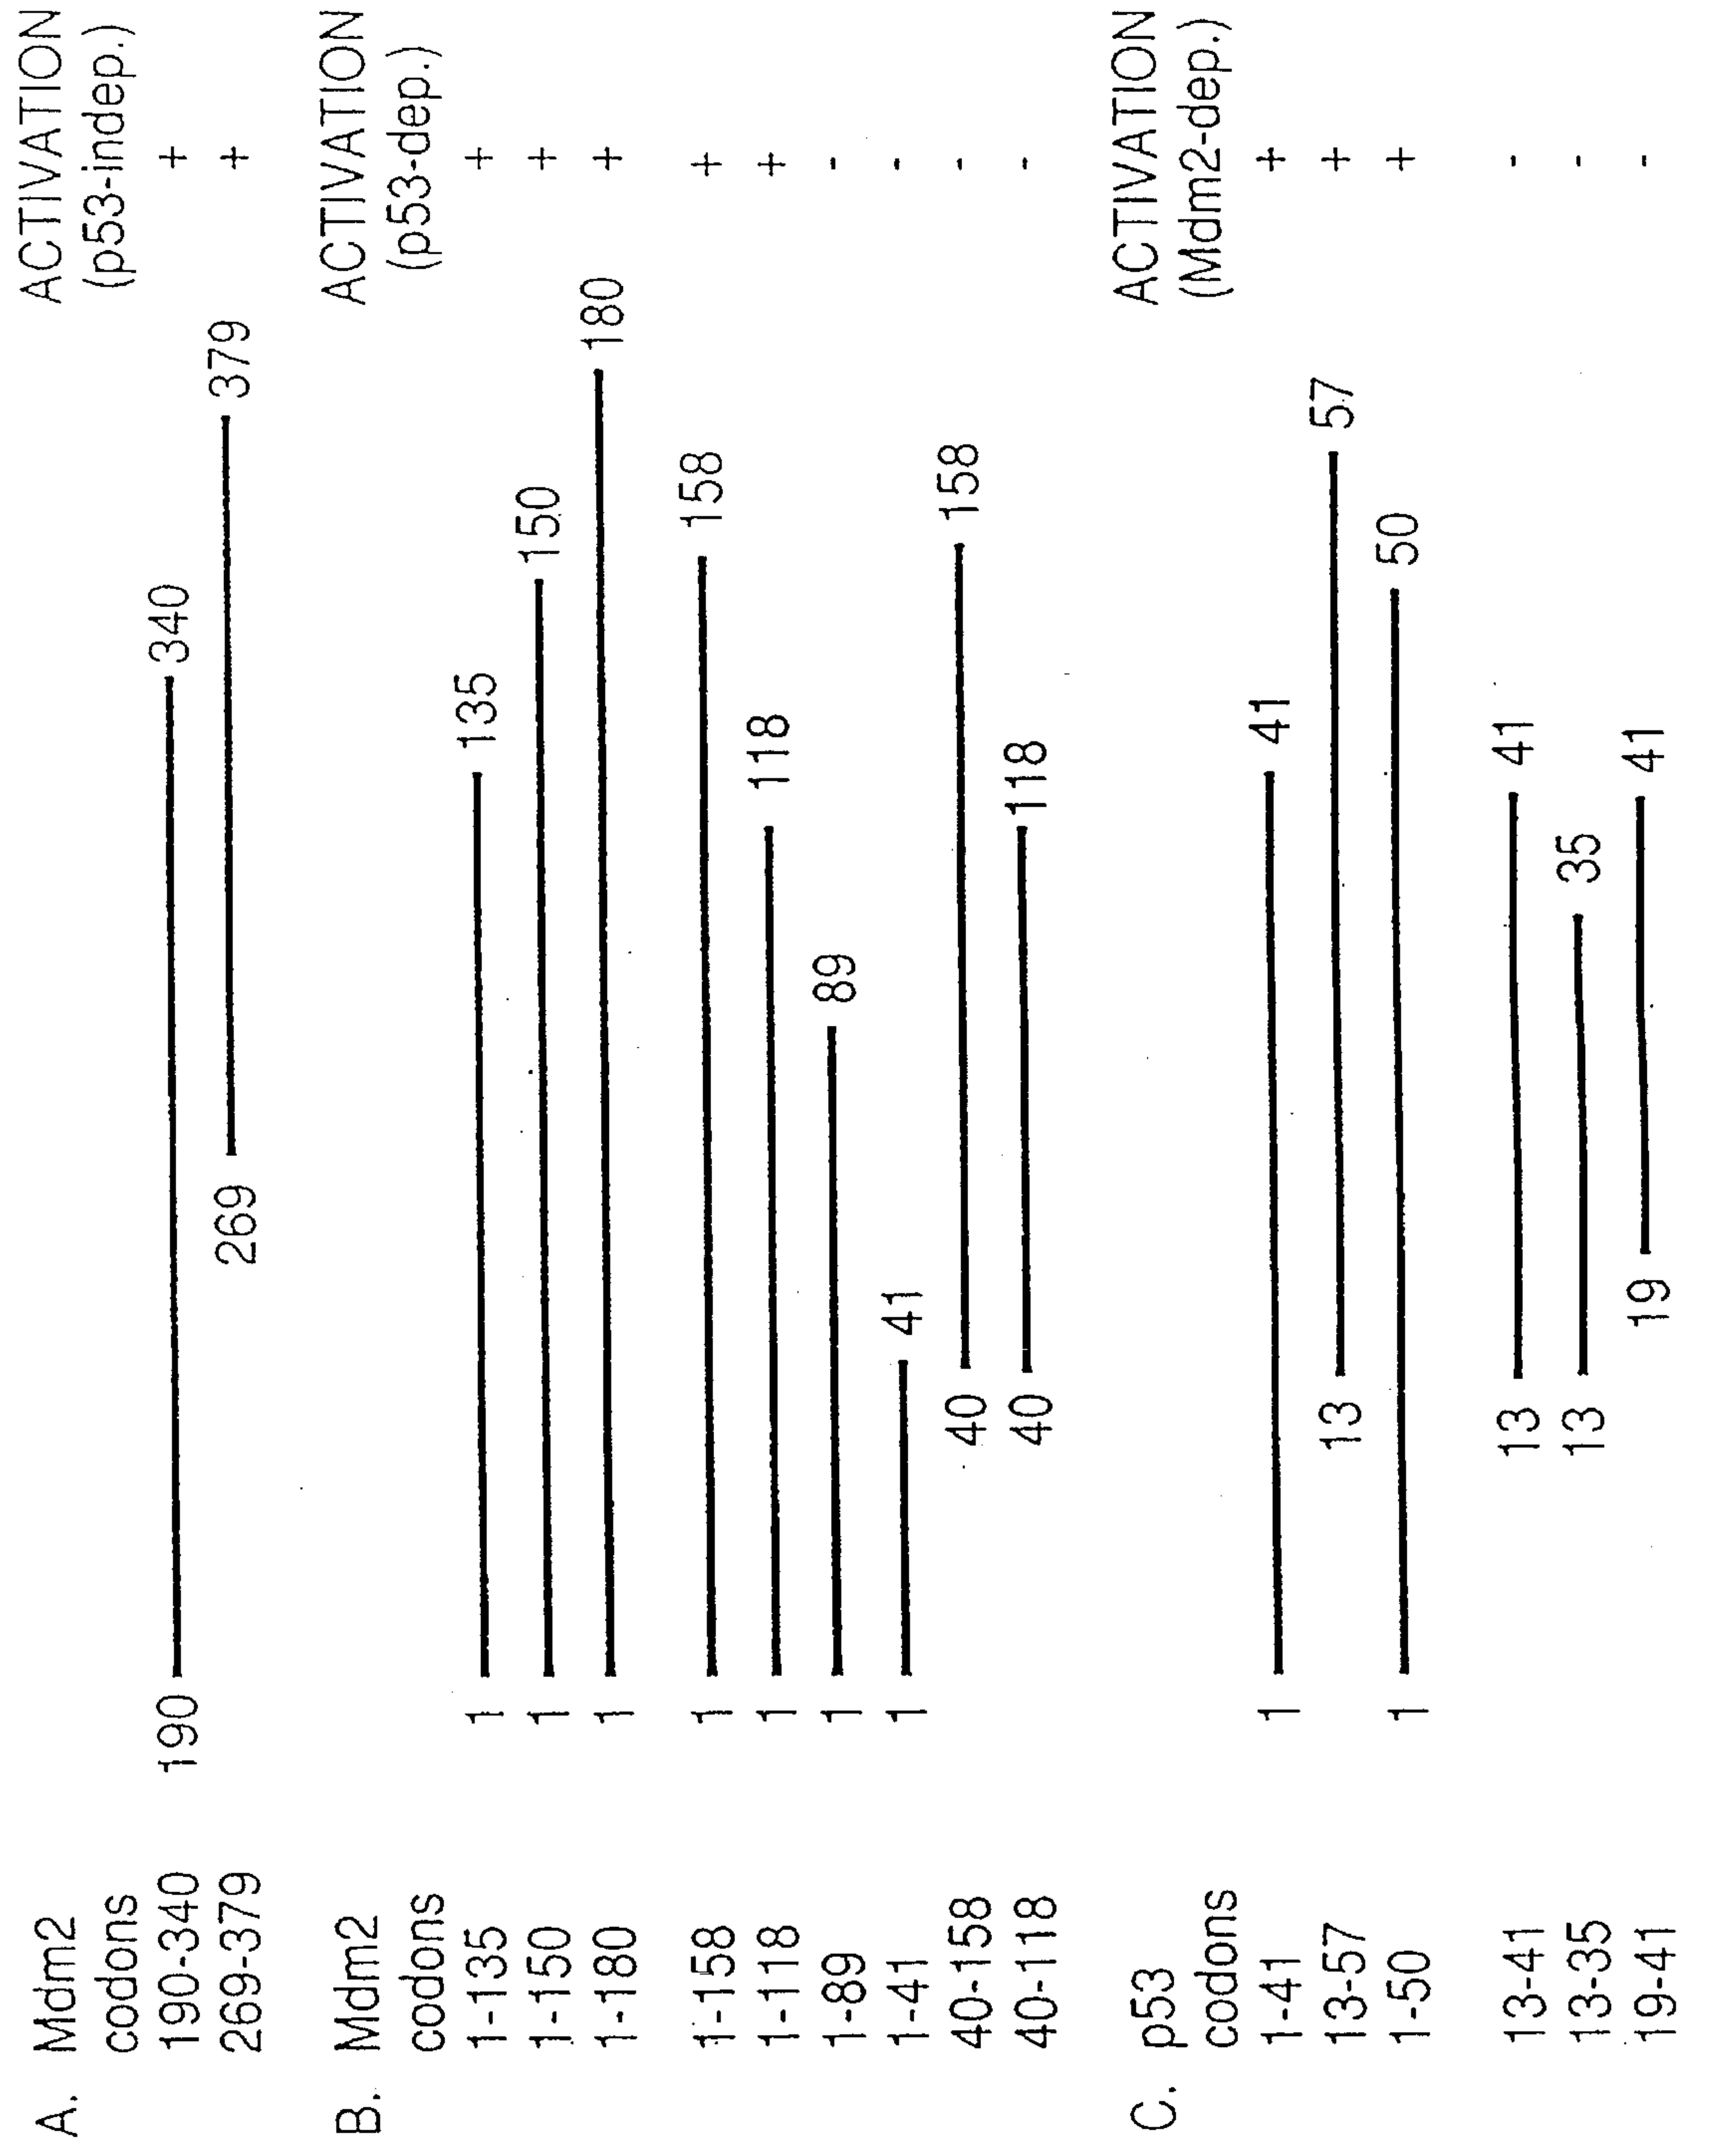 A. Mdm2 ACTIVATION
codons (p53-indep.)
190-340 190 340 +
269-379 269 379 +
B. Mdm2 ACTIVATION
codons (p53-dep.)
1-135 1 135 +
1-150 1 150 +
1-180 1 180 +
1-158 1 158 +
1-118 1 118 +
1-89 1 89 -
1-41 1 41 -
40-158 40 158 -
40-118 40 118 -
C. p53 ACTIVATION
codons (Mdm2-dep.)
1-41 1 41 +
13-57 13 57 +
1-50 1 50 +
13-41 13 41 -
13-35 13 35 -
19-41 19 41 -